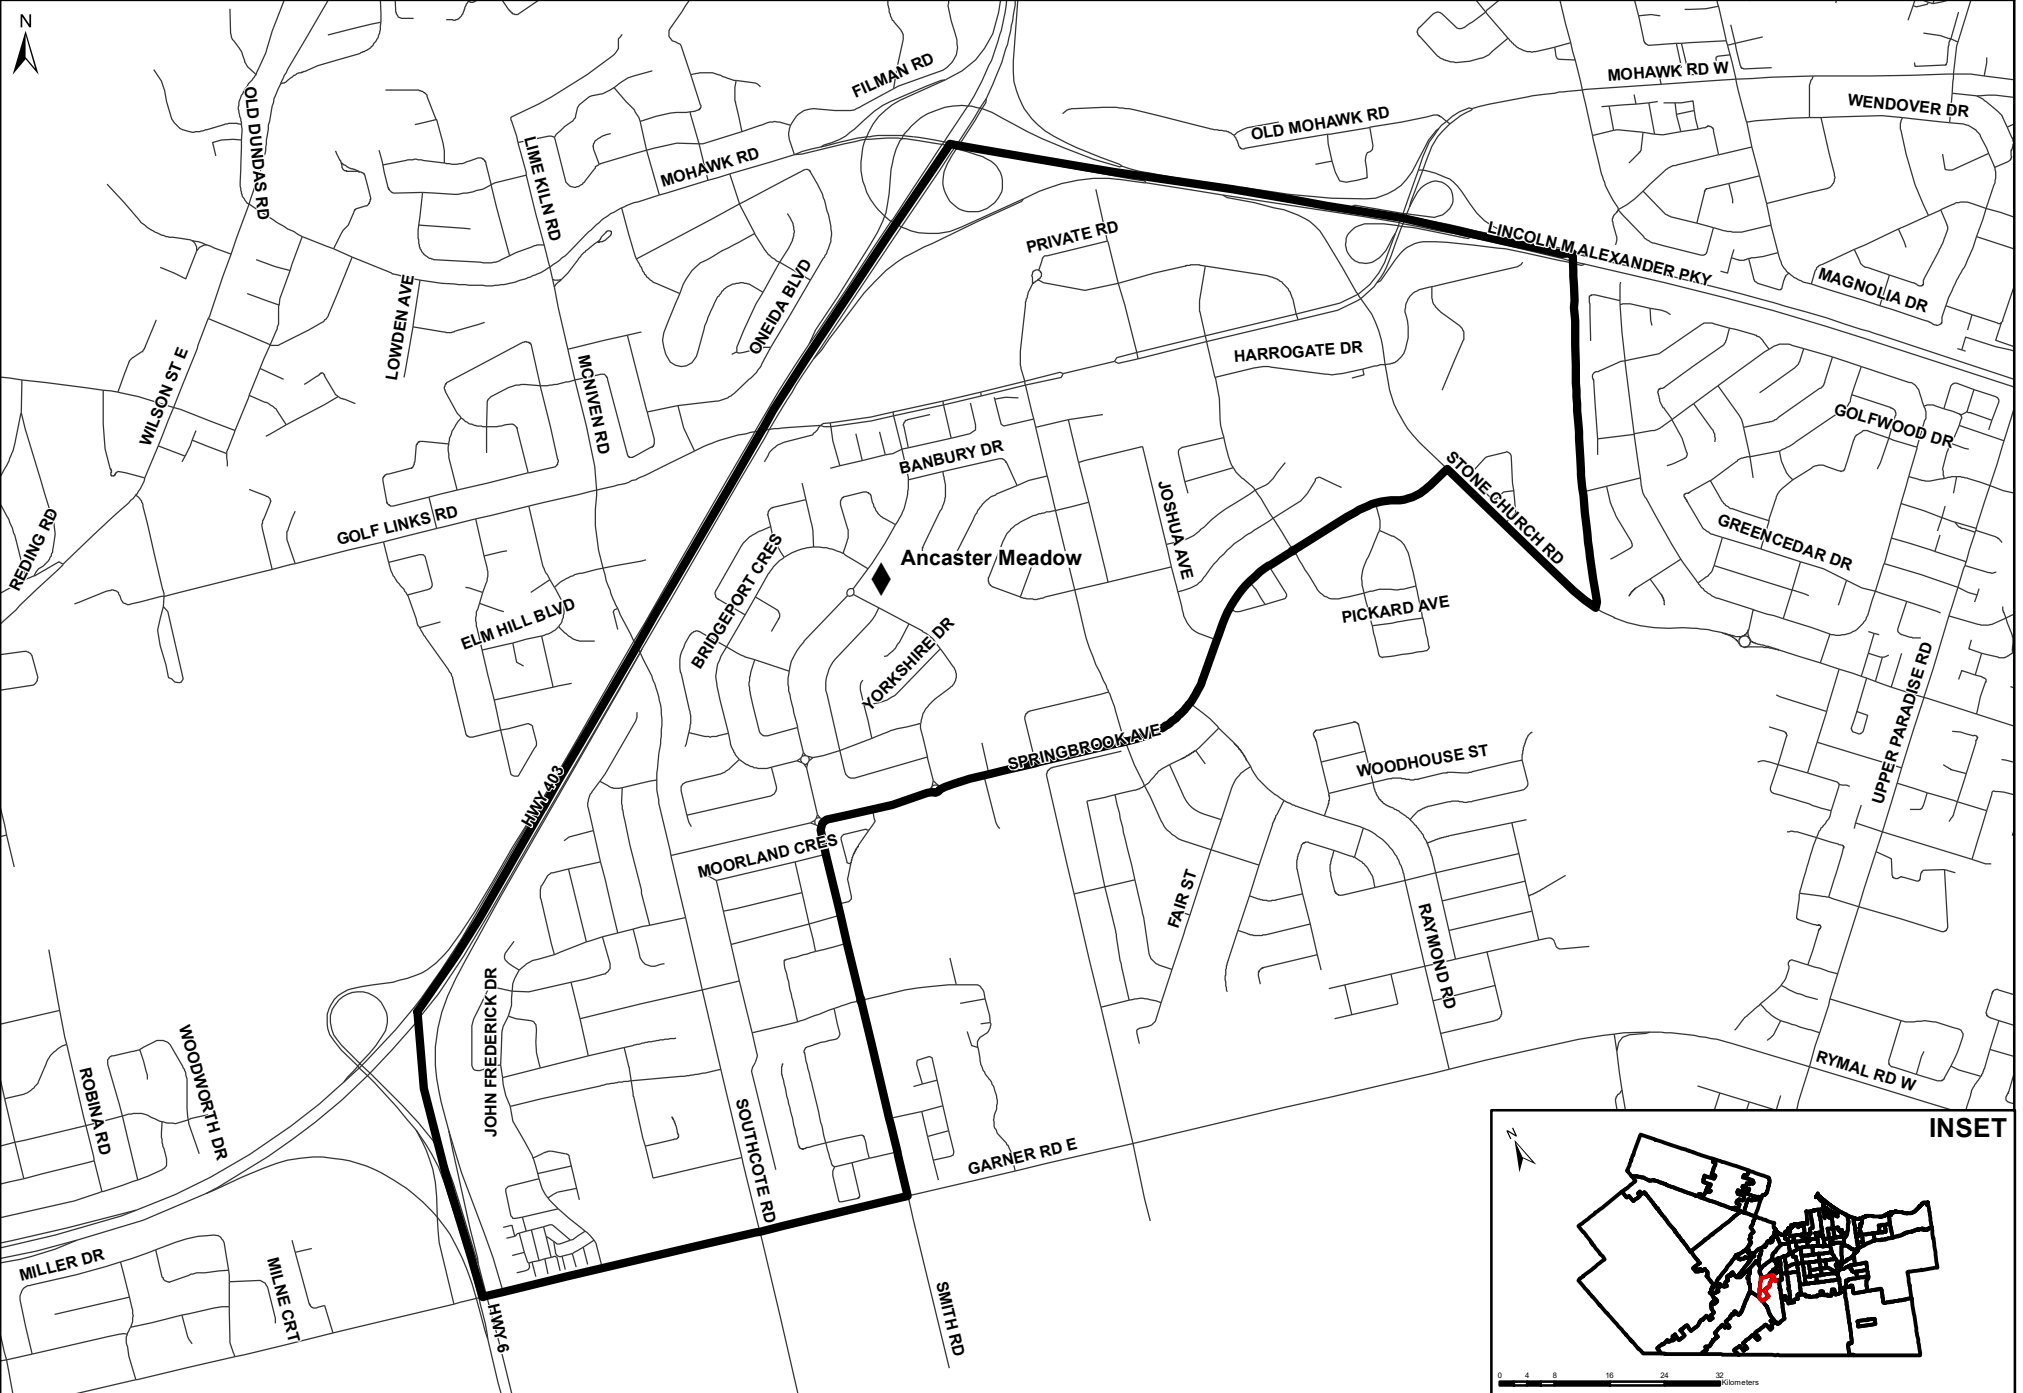 N
FILMAN RD
MOHAWK RD W
WENDOVER DR
OLD DUNDAS RD
OLD MOHAWK RD
LIME KILN RD
MOHAWK RD
PRIVATE RD
LINCOLN M ALEXANDER PKY
MAGNOLIA DR
LOWDEN AVE
ONEIDA BLVD
HARROGATE DR
WILSON ST E
MCNIVEN RD
GOLFWOOD DR
BANBURY DR
STONE CHURCH RD
JOSHUA AVE
GOLF LINKS RD
REDING RD
GREENCEDAR DR
Ancaster Meadow
BRIDGEPORT CRES
ELM HILL BLVD
PICKARD AVE
YORKSHIRE DR
UPPER PARADISE RD
SPRINGBROOK AVE
WOODHOUSE ST
HWY 403
MOORLAND CRES
FAIR ST
RAYMOND RD
JOHN FREDERICK DR
WOODWORTH DR
ROBINA RD
RYMAL RD W
SOUTHCOTE RD
GARNER RD E
MILLER DR
MILNE CRT
HWY 6
SMITH RD
INSET
N
0 4 8 16 24 32
Kilometers